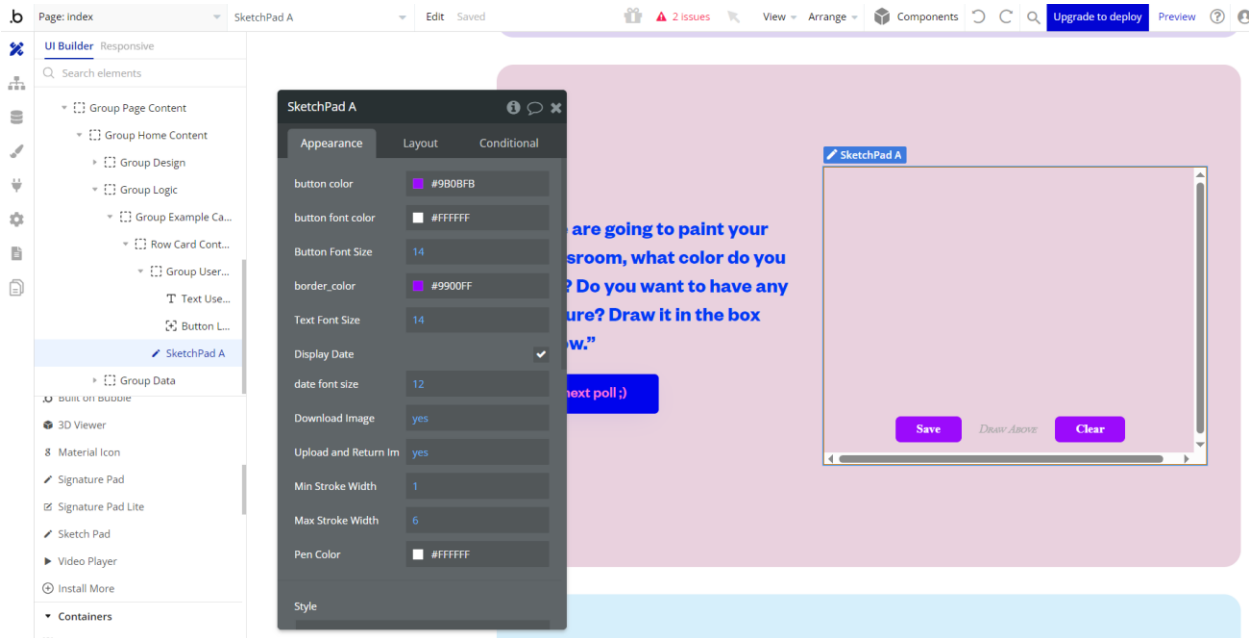 .b Page: index SketchPad A Edit Saved 2 issues View Arrange Components Upgrade to deploy Preview
UI Builder Responsive
Search elements
Group Page Content
Group Home Content
Group Design
Group Logic
Group Example Ca...
Row Card Cont...
Group User...
Text Use...
Button L...
SketchPad A
Group Data
Built on Bubble
3D Viewer
Material Icon
Signature Pad
Signature Pad Lite
Sketch Pad
Video Player
Install More
Containers
SketchPad A
Appearance Layout Conditional
button color #9B0BFB
button font color #FFFFFF
Button Font Size 14
border_color #9900FF
Text Font Size 14
Display Date
date font size 12
Download Image yes
Upload and Return Im yes
Min Stroke Width 1
Max Stroke Width 6
Pen Color #FFFFFF
Style
are going to paint your
sroom, what color do you
? Do you want to have any
ure? Draw it in the box
w.”
next poll ;)
SketchPad A
Save Draw Above Clear